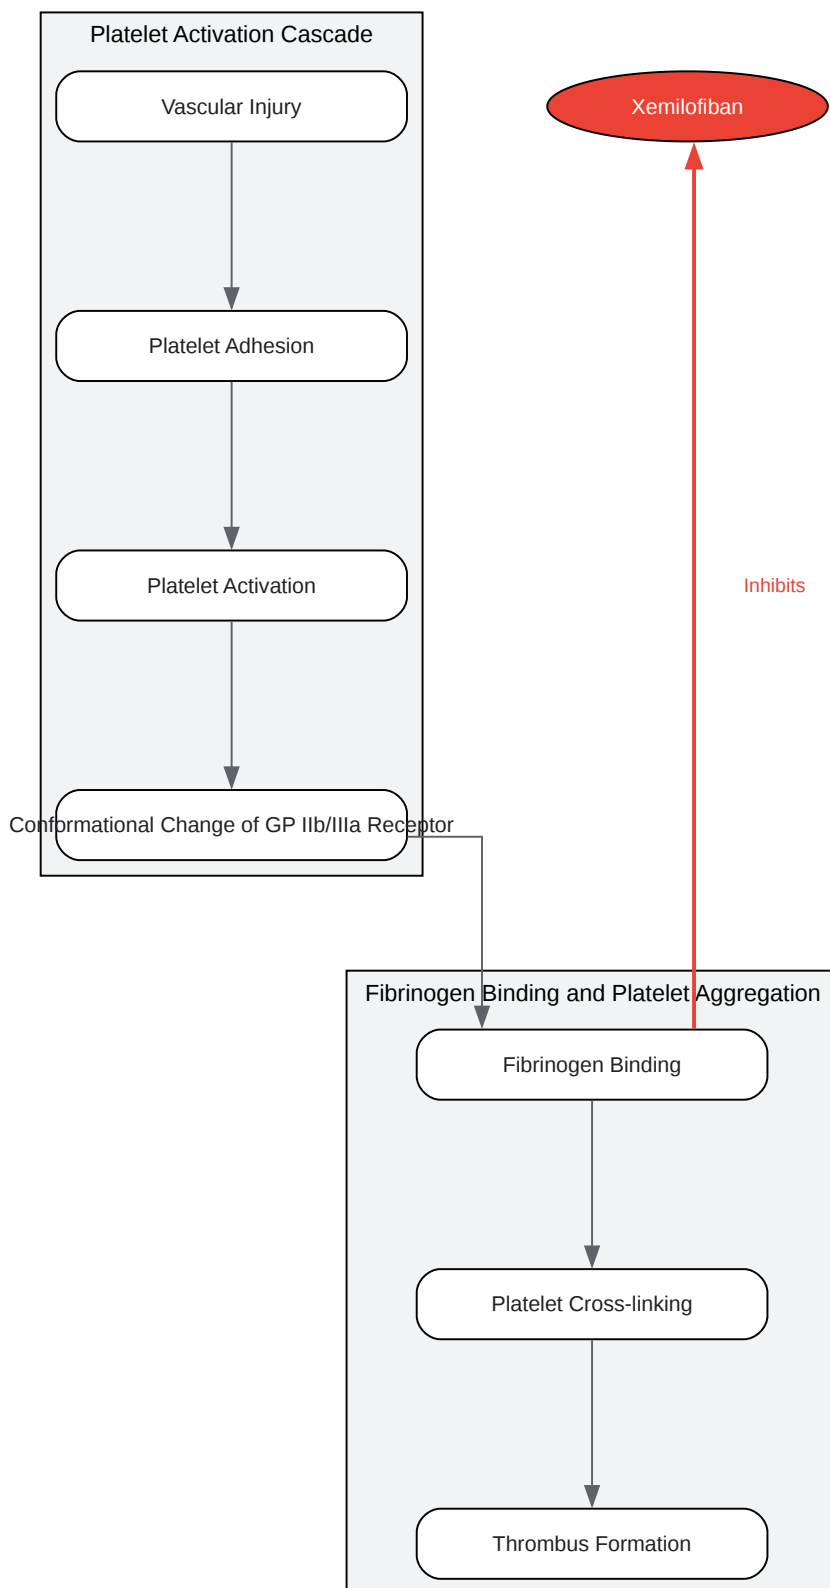 Platelet Activation Cascade
Vascular Injury
Xemilofiban
Platelet Adhesion
Platelet Activation
Inhibits
Conformational Change of GP IIb/IIIa Receptor
Fibrinogen Binding and Platelet Aggregation
Fibrinogen Binding
Platelet Cross-linking
Thrombus Formation